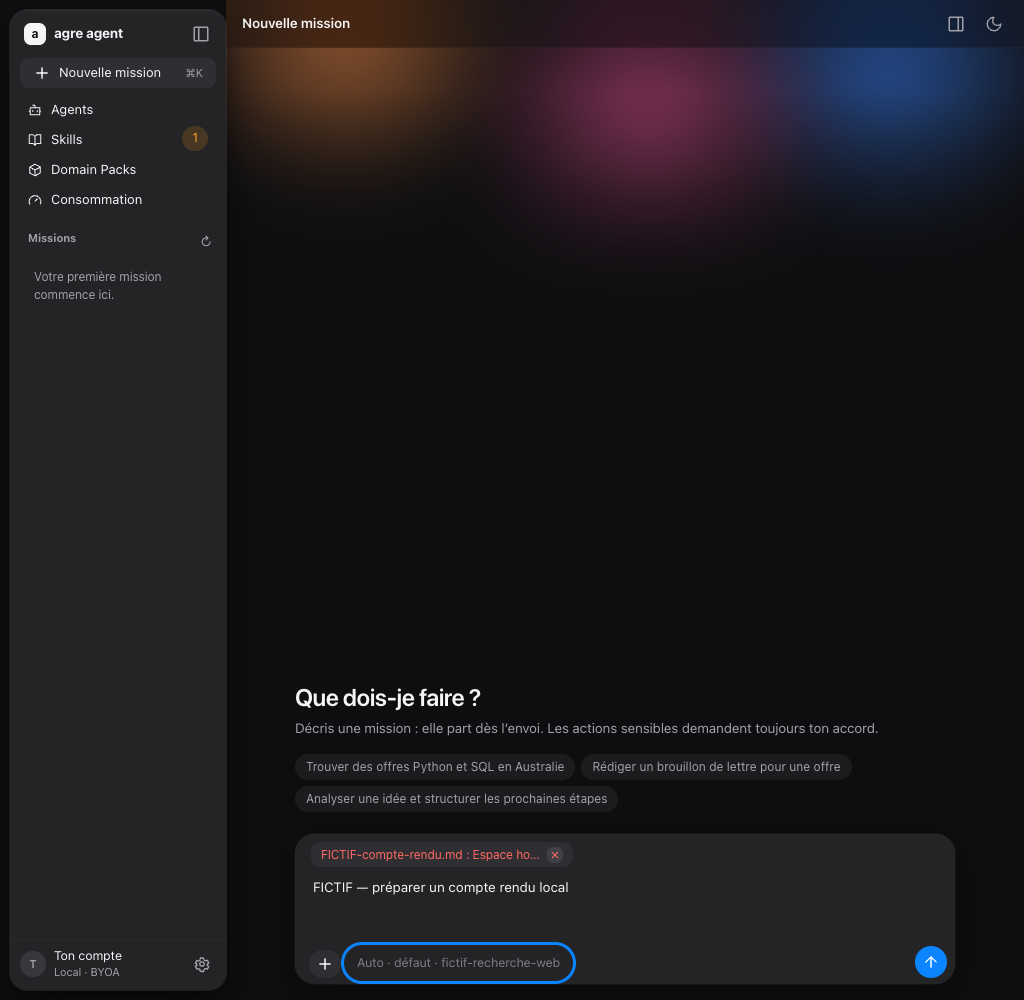 a agre agent
Nouvelle mission ⌘K
Agents
Skills 1
Domain Packs
Consommation
Missions
Votre première mission
commence ici.
T Ton compte
Local · BYOA
Nouvelle mission
Que dois-je faire ?
Décris une mission : elle part dès l'envoi. Les actions sensibles demandent toujours ton accord.
Trouver des offres Python et SQL en Australie
Rédiger un brouillon de lettre pour une offre
Analyser une idée et structurer les prochaines étapes
FICTIF-compte-rendu.md : Espace ho...
FICTIF — préparer un compte rendu local
Auto · défaut · fictif-recherche-web